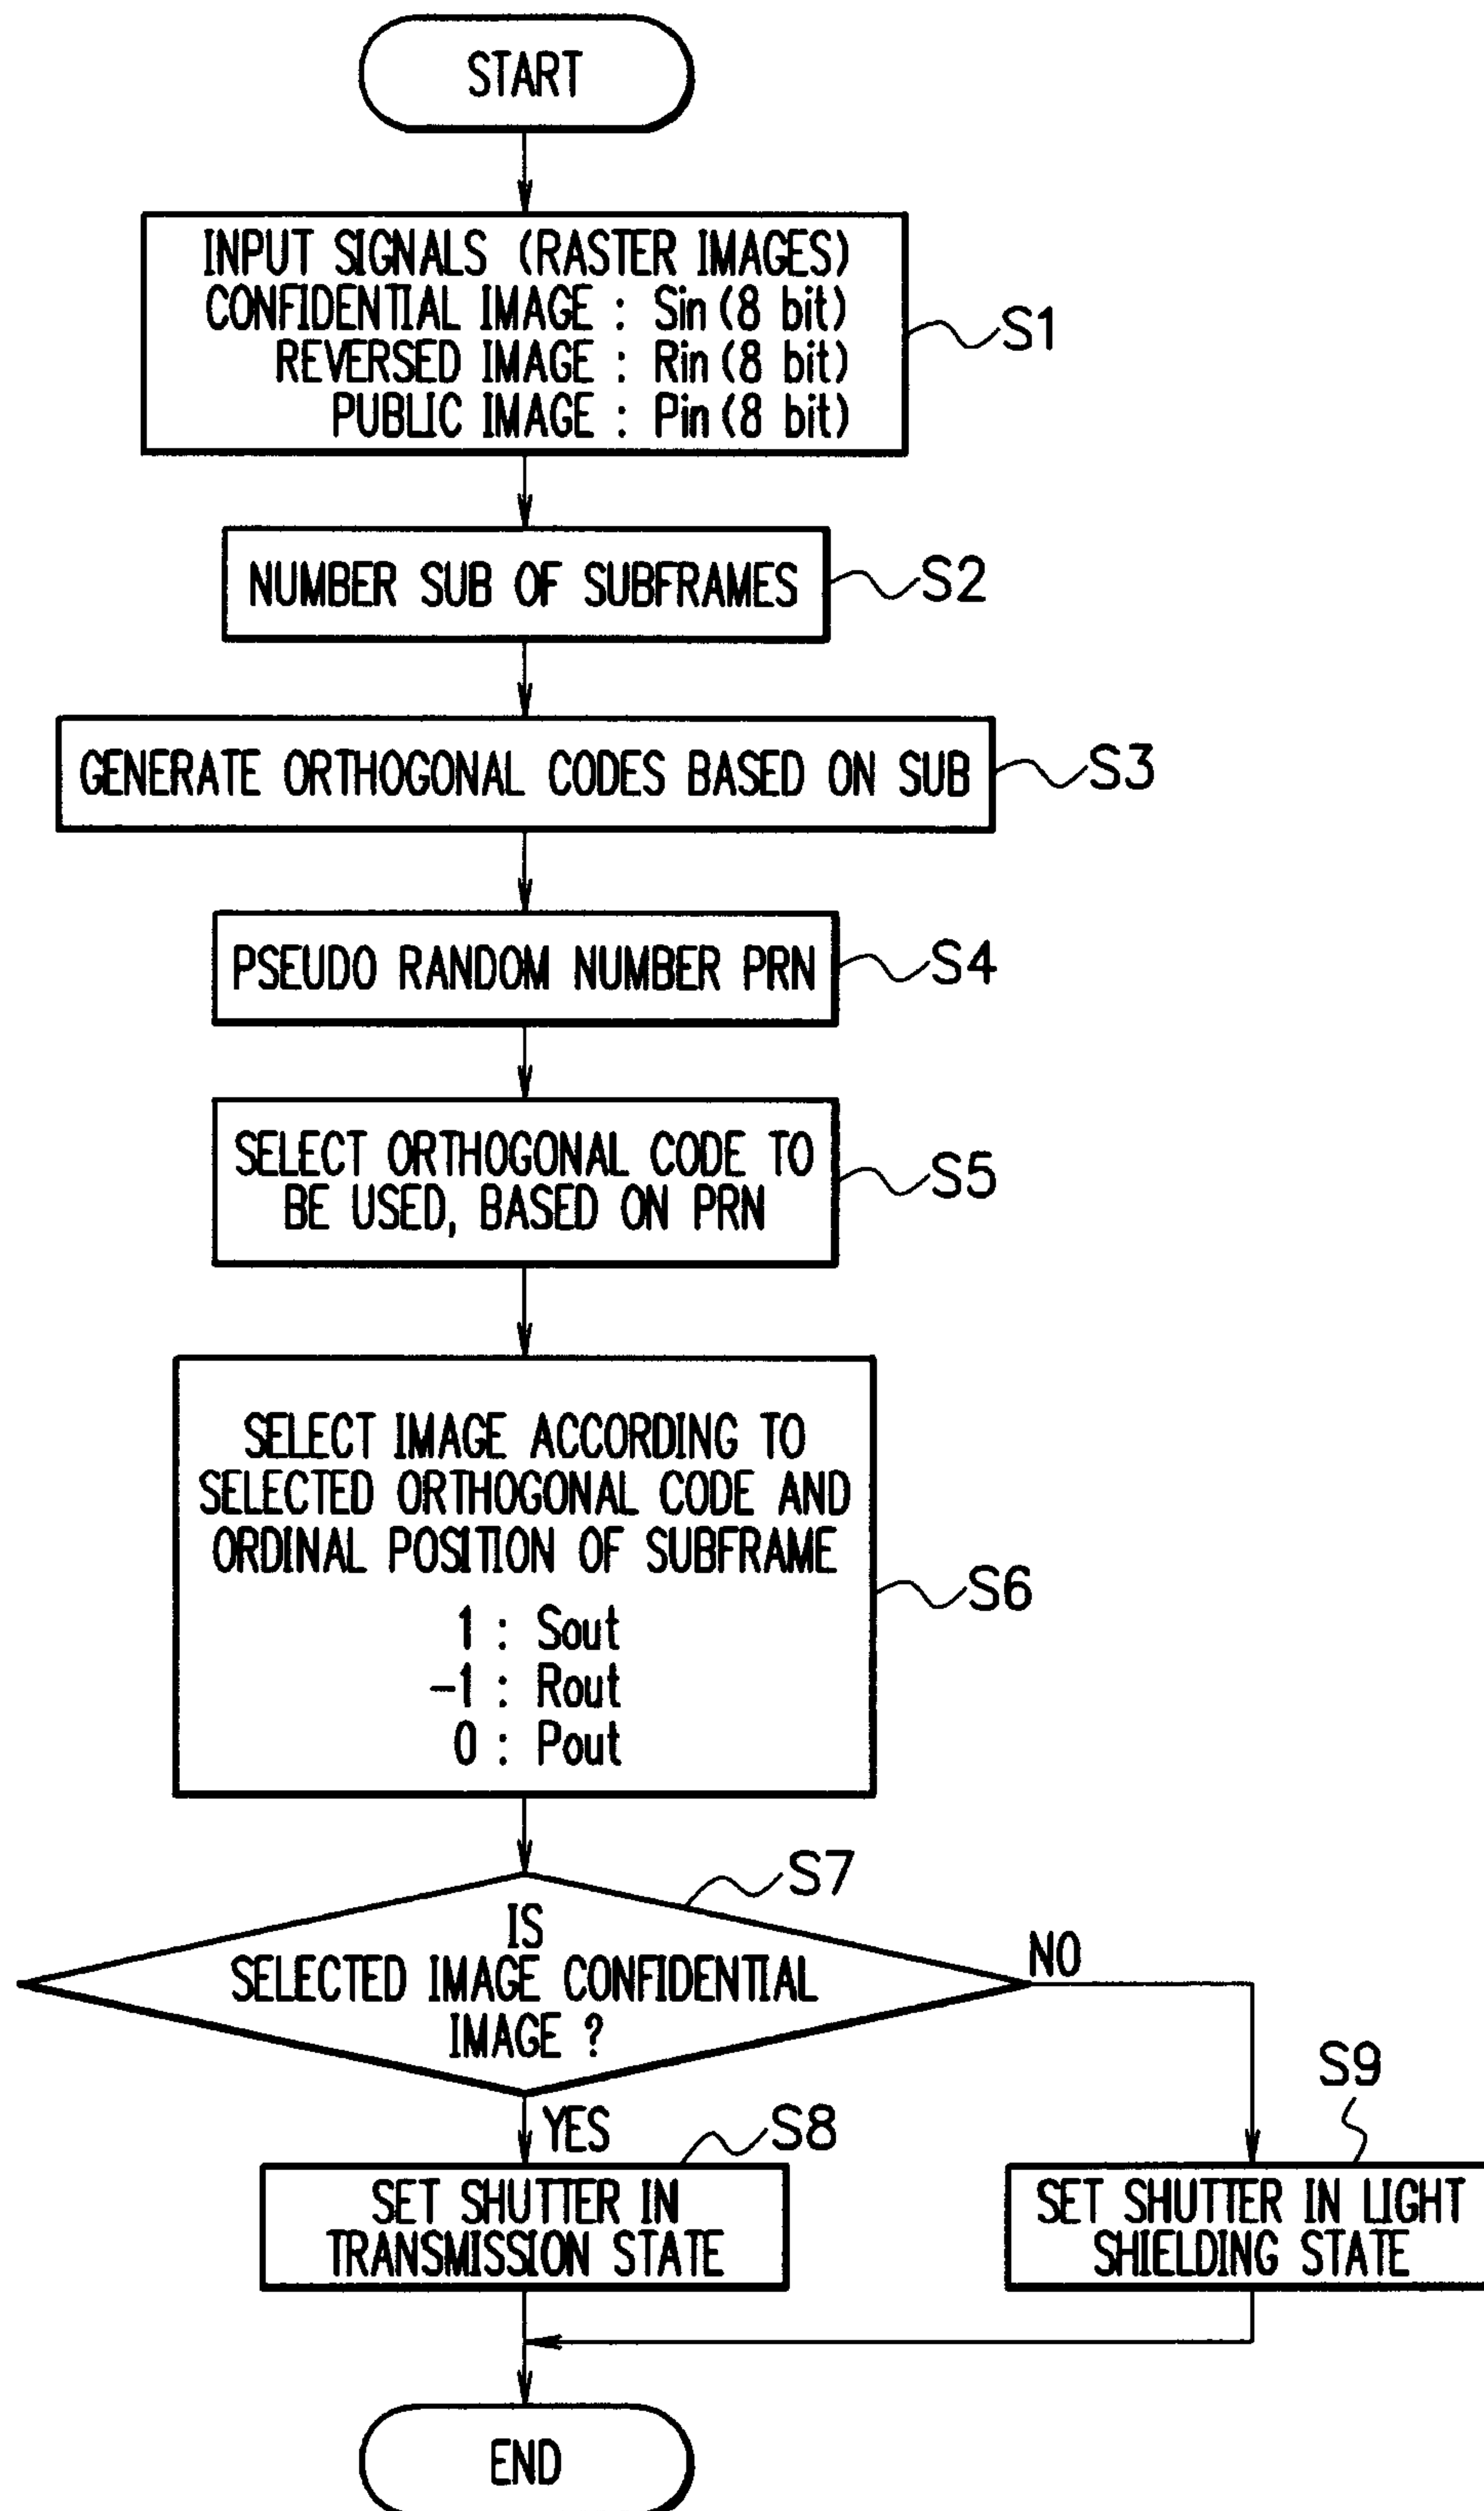 START
INPUT SIGNALS (RASTER IMAGES)
CONFIDENTIAL IMAGE : Sin (8 bit)
REVERSED IMAGE : Rin (8 bit)
PUBLIC IMAGE : Pin (8 bit)
S1
NUMBER SUB OF SUBFRAMES
S2
GENERATE ORTHOGONAL CODES BASED ON SUB
S3
PSEUDO RANDOM NUMBER PRN
S4
SELECT ORTHOGONAL CODE TO
BE USED, BASED ON PRN
S5
SELECT IMAGE ACCORDING TO
SELECTED ORTHOGONAL CODE AND
ORDINAL POSITION OF SUBFRAME
1 : Sout
-1 : Rout
0 : Pout
S6
S7
IS
SELECTED IMAGE CONFIDENTIAL
IMAGE ?
NO
YES
S8
S9
SET SHUTTER IN
TRANSMISSION STATE
SET SHUTTER IN LIGHT
SHIELDING STATE
END